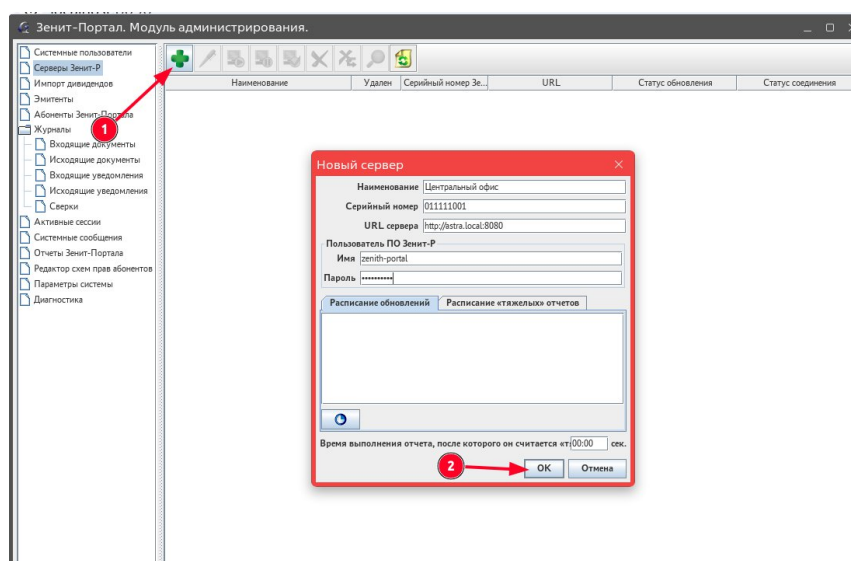 Зенит-Портал. Модуль администрирования.
Системные пользователи
Серверы Зенит-Р
Импорт дивидендов
Эмитенты
Абоненты Зенит-Портала
Журналы
Входящие документы
Исходящие документы
Входящие уведомления
Исходящие уведомления
Сверки
Активные сессии
Системные сообщения
Отчеты Зенит-Портала
Редактор схем прав абонентов
Параметры системы
Диагностика
1
Наименование Удален Серийный номер Зе... URL Статус обновления Статус соединения
Новый сервер
Наименование Центральный офис
Серийный номер 011111001
URL сервера http://astra.local:8080
Пользователь ПО Зенит-Р
Имя zenith-portal
Пароль ••••••••••
Расписание обновлений Расписание «тяжелых» отчетов
Время выполнения отчета, после которого он считается «т 00:00 сек.
2
OK Отмена